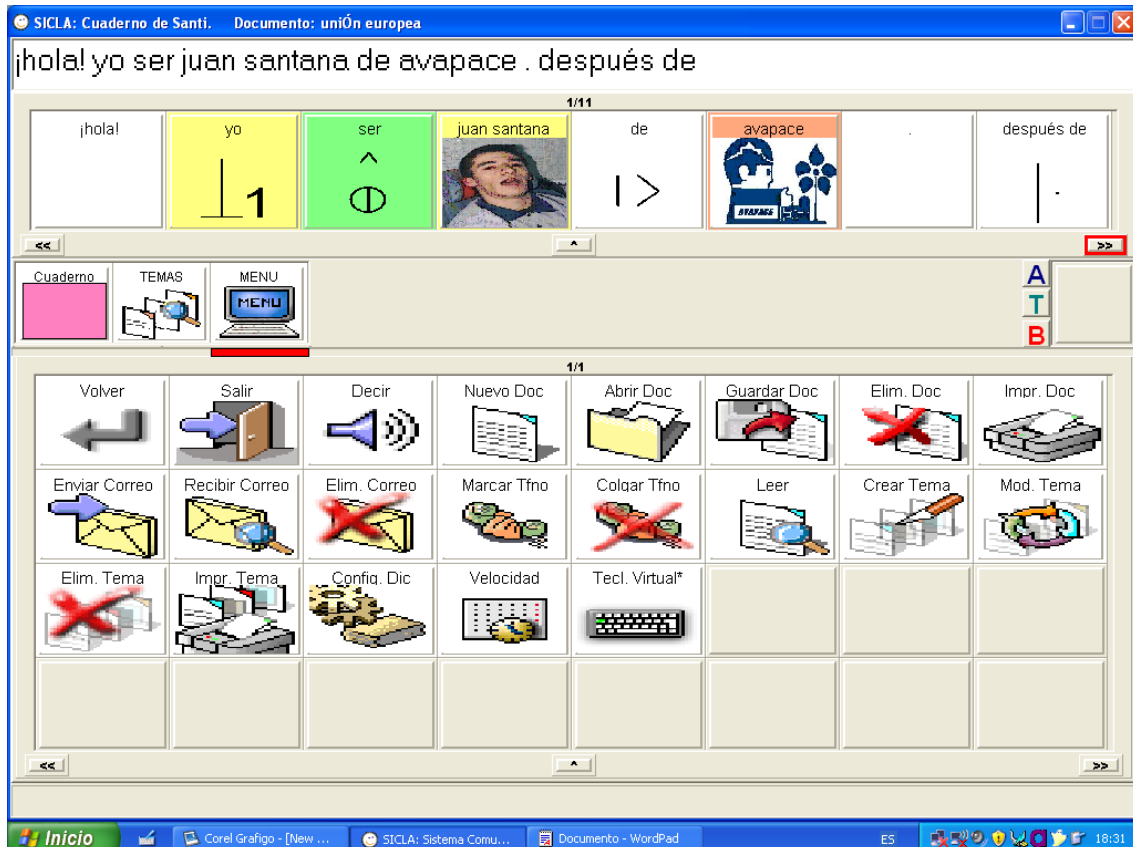 SICLA: Cuaderno de Santi. Documento: uniÓn europea
¡hola! yo ser juan santana de avapace . después de
1/11
¡hola! yo ser juan santana de avapace . después de
1
AVAPACE
<< ^ >>
Cuaderno TEMAS MENU
MENU
A
T
B
1/1
Volver Salir Decir Nuevo Doc Abrir Doc Guardar Doc Elim. Doc Impr. Doc
Enviar Correo Recibir Correo Elim. Correo Marcar Tfno Colgar Tfno Leer Crear Tema Mod. Tema
Elim. Tema Impr. Tema Config. Dic Velocidad Tecl. Virtual*
<< ^ >>
Inicio Corel Grafigo - [New ... SICLA: Sistema Comu... Documento - WordPad ES 18:31